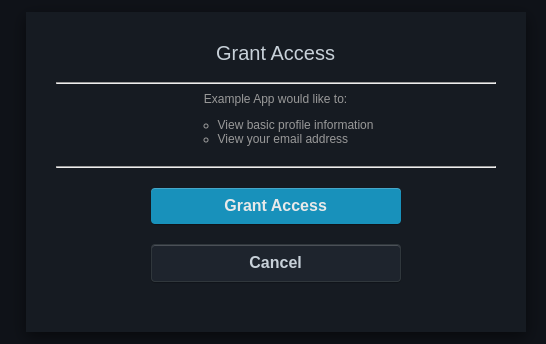 Grant Access
Example App would like to:
View basic profile information
View your email address
Grant Access
Cancel